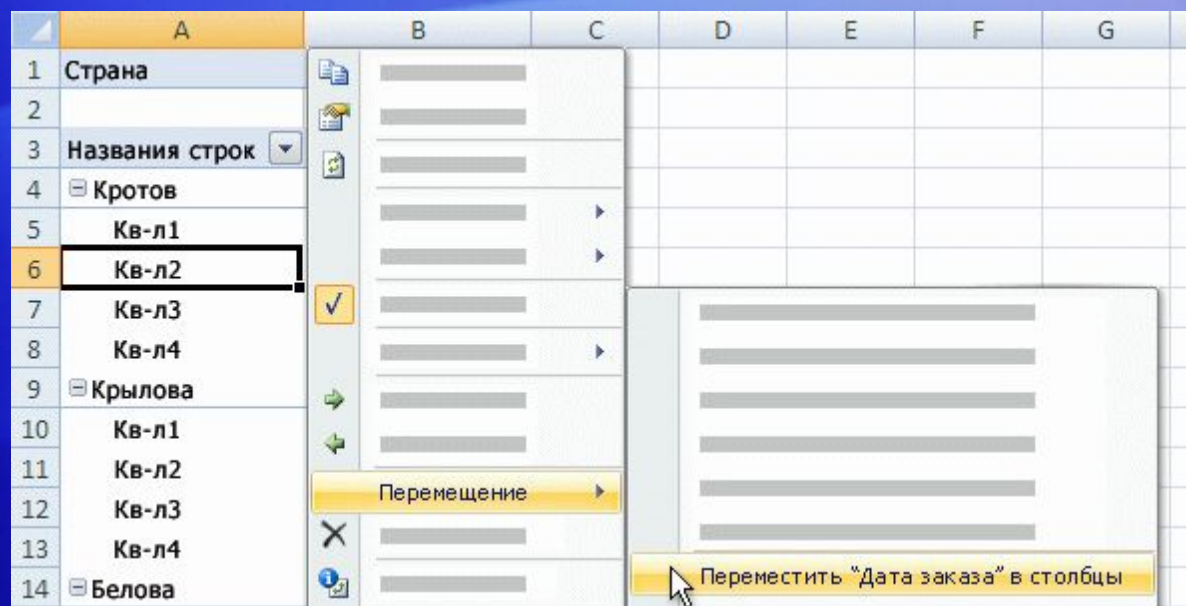 A B C D E F G
1 Страна
2
3 Названия строк
4 Кротов
5 Кв-л1
6 Кв-л2
7 Кв-л3
8 Кв-л4
9 Крылова
10 Кв-л1
11 Кв-л2
12 Кв-л3
13 Кв-л4
14 Белова
Перемещение
Переместить "Дата заказа" в столбцы